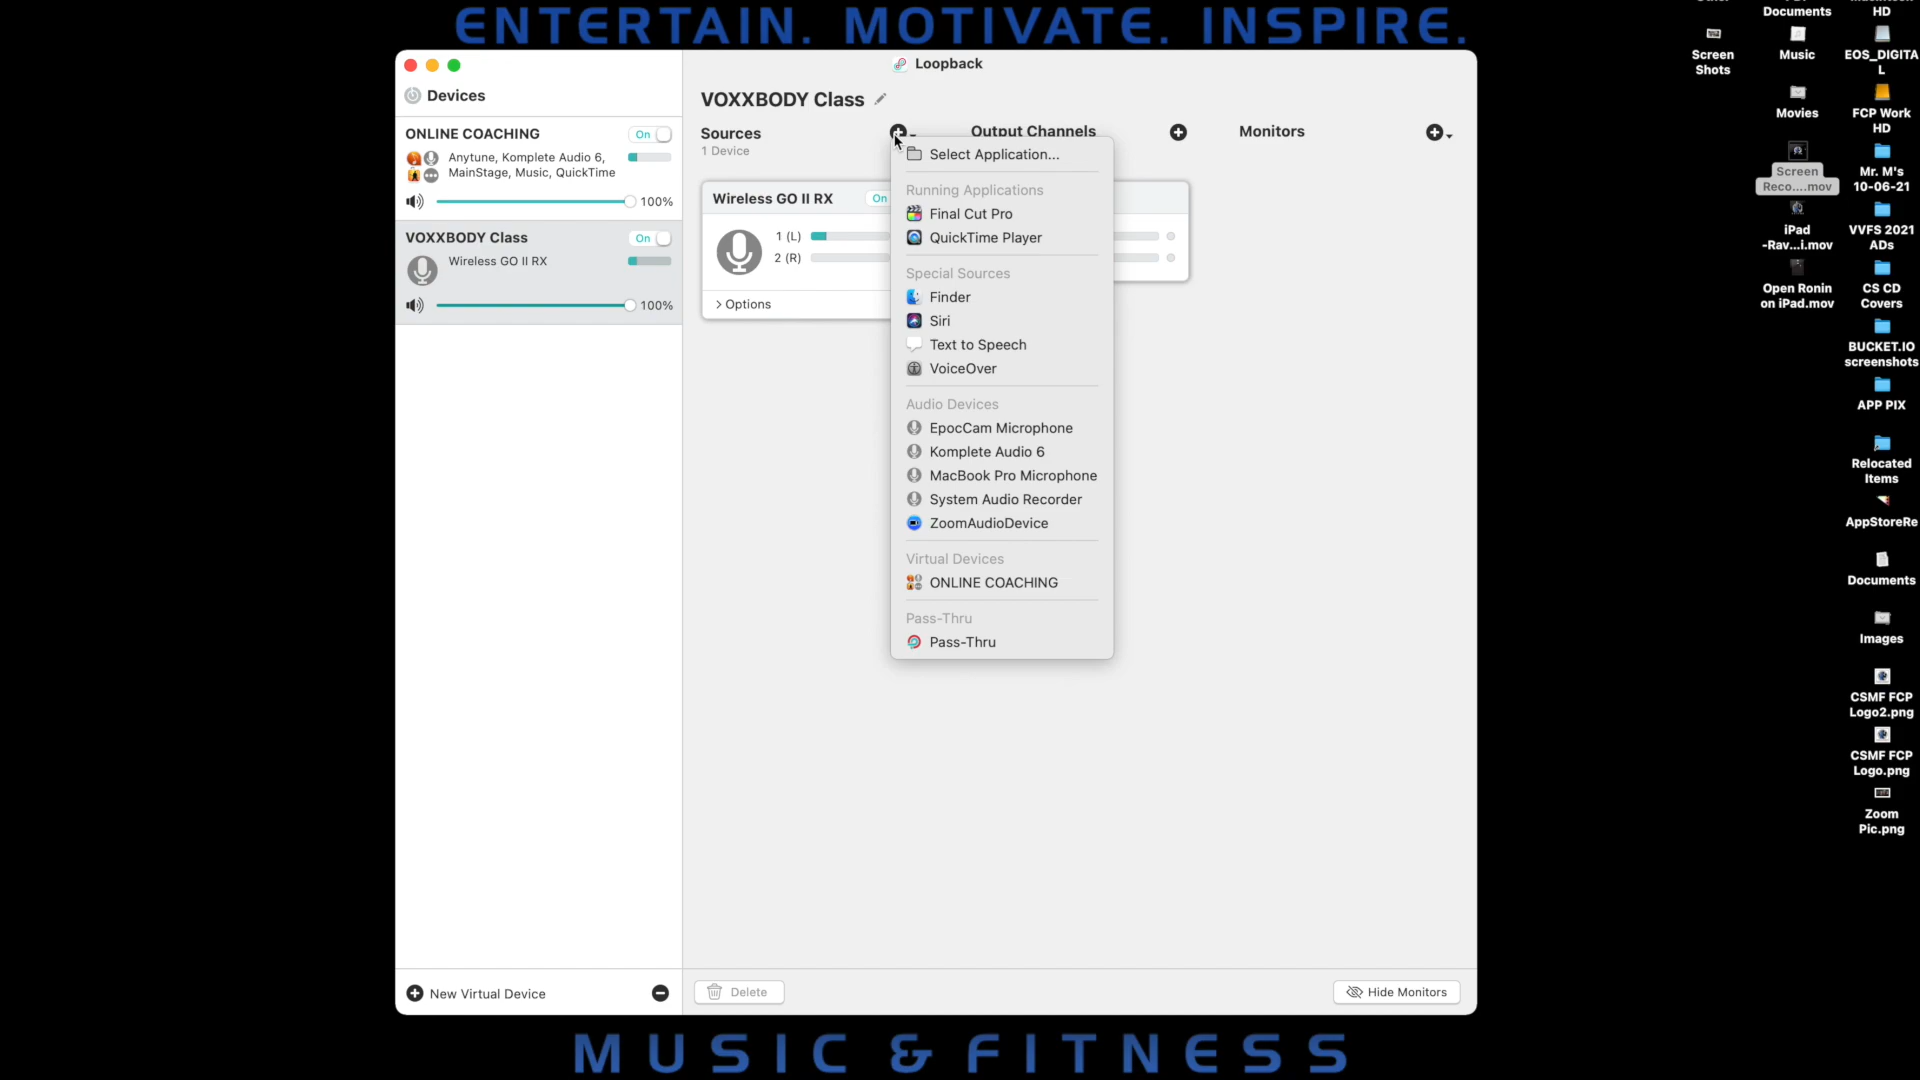 ENTERTAIN. MOTIVATE. INSPIRE.
Loopback
Devices
ONLINE COACHING
On
Anytune, Komplete Audio 6,
MainStage, Music, QuickTime
100%
VOXXBODY Class
On
Wireless GO II RX
100%
New Virtual Device
VOXXBODY Class
Sources
1 Device
Output Channels
Monitors
Wireless GO II RX
On
1 (L)
2 (R)
> Options
Select Application...
Running Applications
Final Cut Pro
QuickTime Player
Special Sources
Finder
Siri
Text to Speech
VoiceOver
Audio Devices
EpocCam Microphone
Komplete Audio 6
MacBook Pro Microphone
System Audio Recorder
ZoomAudioDevice
Virtual Devices
ONLINE COACHING
Pass-Thru
Pass-Thru
Delete
Hide Monitors
Screen
Shots
Documents
Music
Movies
Screen
Reco....mov
iPad
-Rav...i.mov
Open Ronin
on iPad.mov
HD
EOS_DIGITA
L
FCP Work
HD
Mr. M's
10-06-21
VVFS 2021
ADs
CS CD
Covers
BUCKET.IO
screenshots
APP PIX
Relocated
Items
AppStoreRe
Documents
Images
CSMF FCP
Logo2.png
CSMF FCP
Logo.png
Zoom
Pic.png
MUSIC & FITNESS